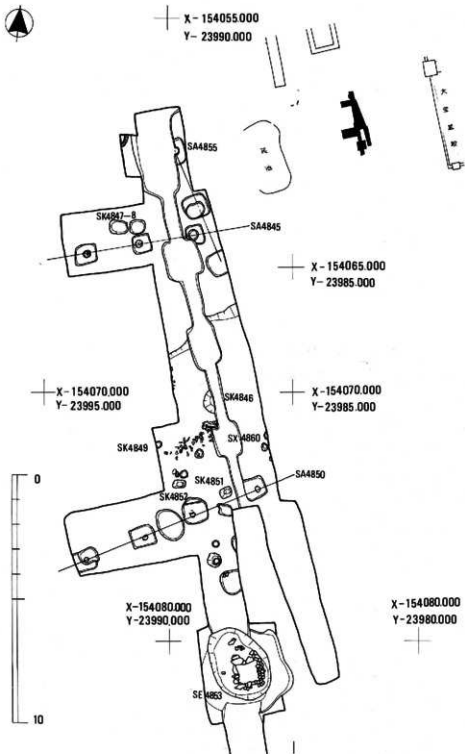 X-154055.000
Y-23990.000
SA4855
SK4847-8
SA4845
X-154065.000
Y-23985.000
X-154070.000
Y-23995.000
X-154070.000
Y-23985.000
SK4846
SK4849
SX4860
0
SK4851
SA4850
SK4852
X-154080.000
Y-23990.000
X-154080.000
Y-23980.000
SE4853
10